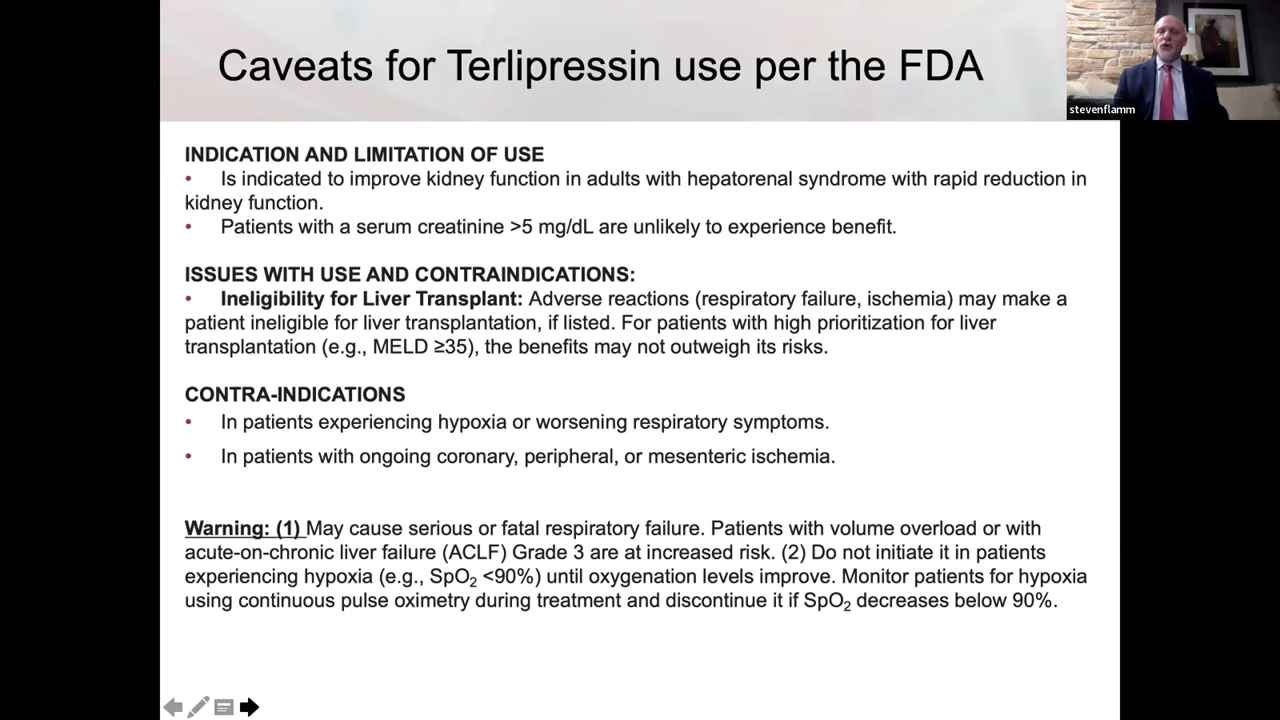 Caveats for Terlipressin use per the FDA
stevenflamm
INDICATION AND LIMITATION OF USE
• Is indicated to improve kidney function in adults with hepatorenal syndrome with rapid reduction in
kidney function.
• Patients with a serum creatinine >5 mg/dL are unlikely to experience benefit.
ISSUES WITH USE AND CONTRAINDICATIONS:
• Ineligibility for Liver Transplant: Adverse reactions (respiratory failure, ischemia) may make a
patient ineligible for liver transplantation, if listed. For patients with high prioritization for liver
transplantation (e.g., MELD ≥35), the benefits may not outweigh its risks.
CONTRA-INDICATIONS
• In patients experiencing hypoxia or worsening respiratory symptoms.
• In patients with ongoing coronary, peripheral, or mesenteric ischemia.
Warning: (1) May cause serious or fatal respiratory failure. Patients with volume overload or with
acute-on-chronic liver failure (ACLF) Grade 3 are at increased risk. (2) Do not initiate it in patients
experiencing hypoxia (e.g., SpO₂ <90%) until oxygenation levels improve. Monitor patients for hypoxia
using continuous pulse oximetry during treatment and discontinue it if SpO₂ decreases below 90%.